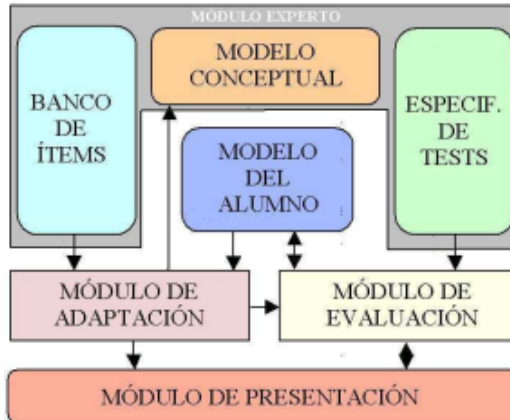 MÓDULO EXPERTO
MODELO
CONCEPTUAL
BANCO
DE
ÍTEMS
ESPECIF.
DE
TESTS
MODELO
DEL
ALUMNO
MÓDULO DE
ADAPTACIÓN
MÓDULO DE
EVALUACIÓN
MÓDULO DE PRESENTACIÓN